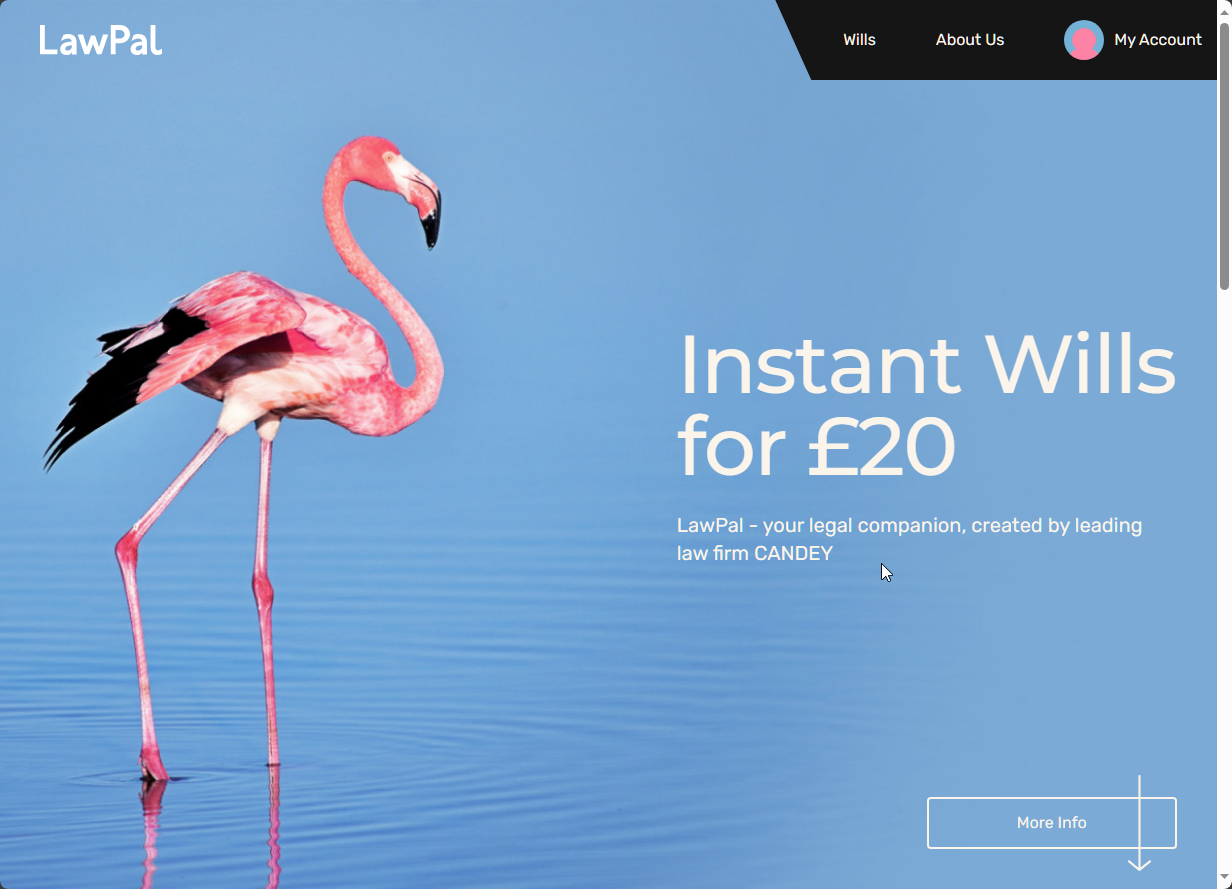 LawPal
Wills
About Us
My Account
Instant Wills
for £20
LawPal - your legal companion, created by leading
law firm CANDEY
More Info